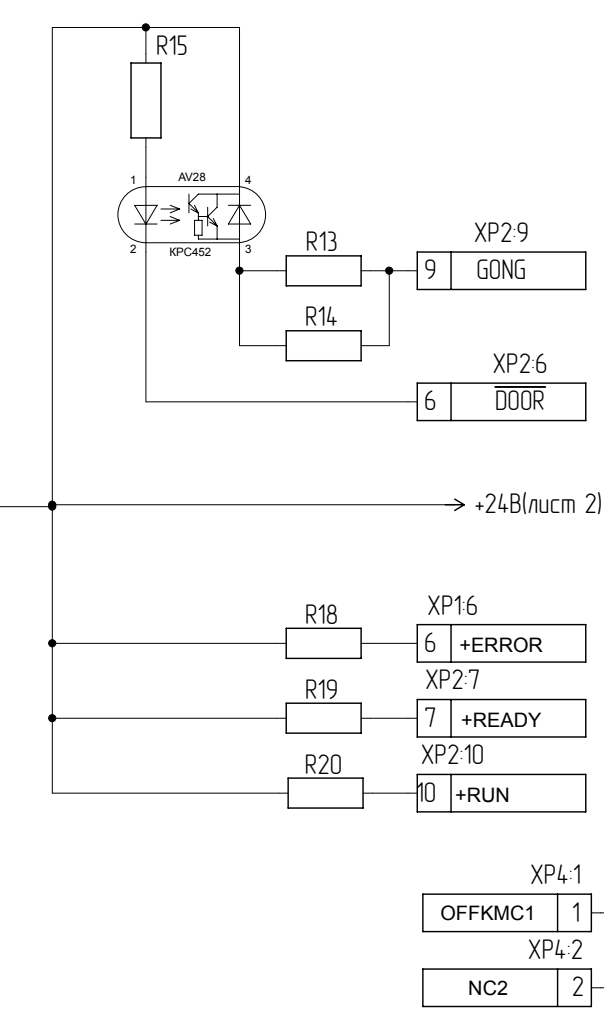 R15
1
AV28
4
2
KPC452
3
R13
XP2:9
9 GONG
R14
XP2:6
6 DOOR
+24В(лист 2)
R18
XP1:6
6 +ERROR
R19
XP2:7
7 +READY
R20
XP2:10
10 +RUN
XP4:1
OFFKMC1 1
XP4:2
NC2 2